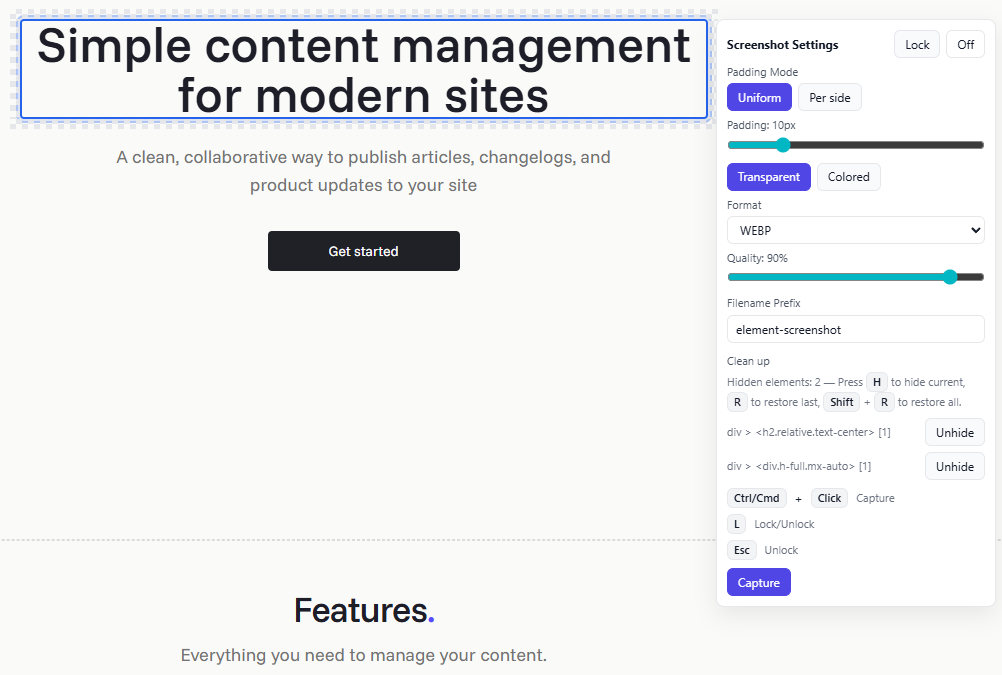 Simple content management
for modern sites
A clean, collaborative way to publish articles, changelogs, and
product updates to your site
Get started
Features.
Everything you need to manage your content.
Screenshot Settings
Lock
Off
Padding Mode
Uniform
Per side
Padding: 10px
Transparent
Colored
Format
WEBP
Quality: 90%
Filename Prefix
element-screenshot
Clean up
Hidden elements: 2 — Press H to hide current,
R to restore last, Shift + R to restore all.
div > <h2.relative.text-center> [1]
Unhide
div > <div.h-full.mx-auto> [1]
Unhide
Ctrl/Cmd + Click Capture
L Lock/Unlock
Esc Unlock
Capture